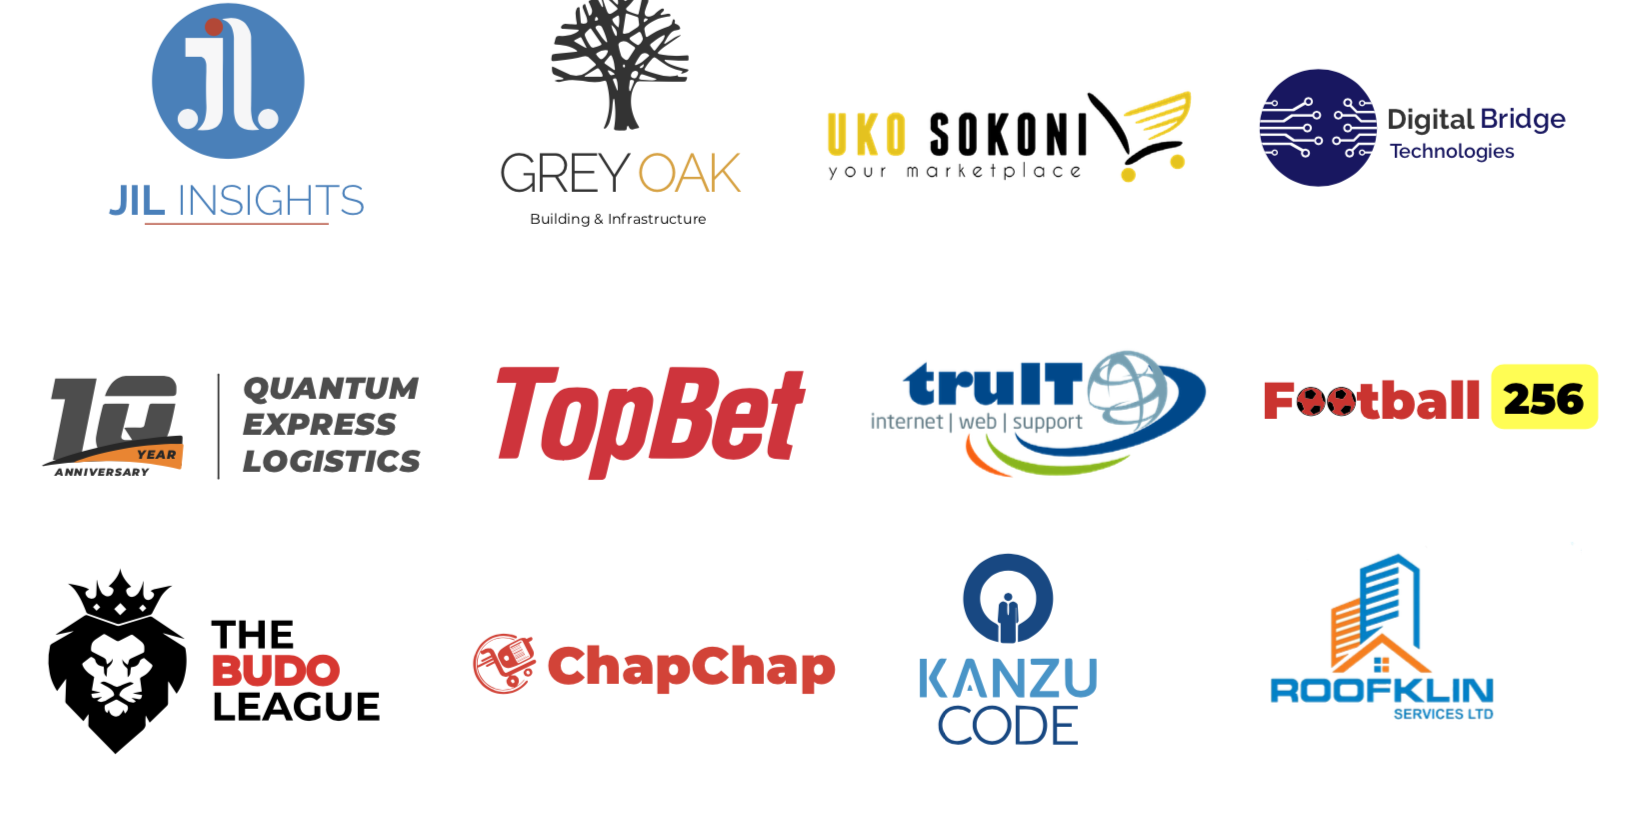 jl.
JIL INSIGHTS
GREY OAK
Building & Infrastructure
UKO SOKONI
your marketplace
Digital Bridge
Technologies
10
YEAR
ANNIVERSARY
QUANTUM
EXPRESS
LOGISTICS
TopBet
truIT
internet | web | support
Football 256
THE
BUDO
LEAGUE
ChapChap
KANZU
CODE
ROOFKLIN
SERVICES LTD